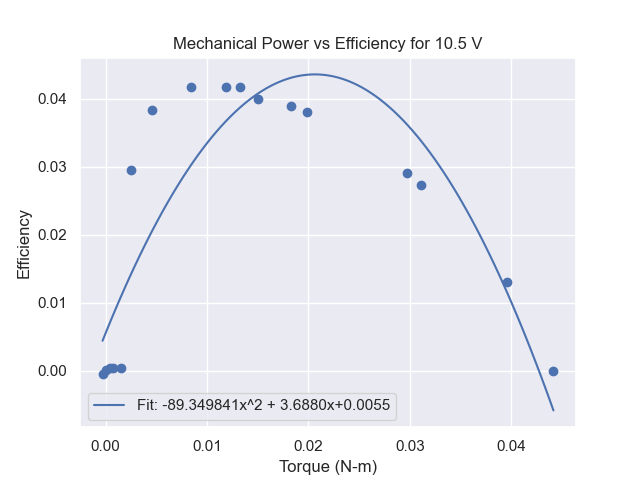 Mechanical Power vs Efficiency for 10.5 V
Efficiency
0.04
0.03
0.02
0.01
0.00
Fit: -89.349841x^2 + 3.6880x+0.0055
0.00 0.01 0.02 0.03 0.04
Torque (N-m)